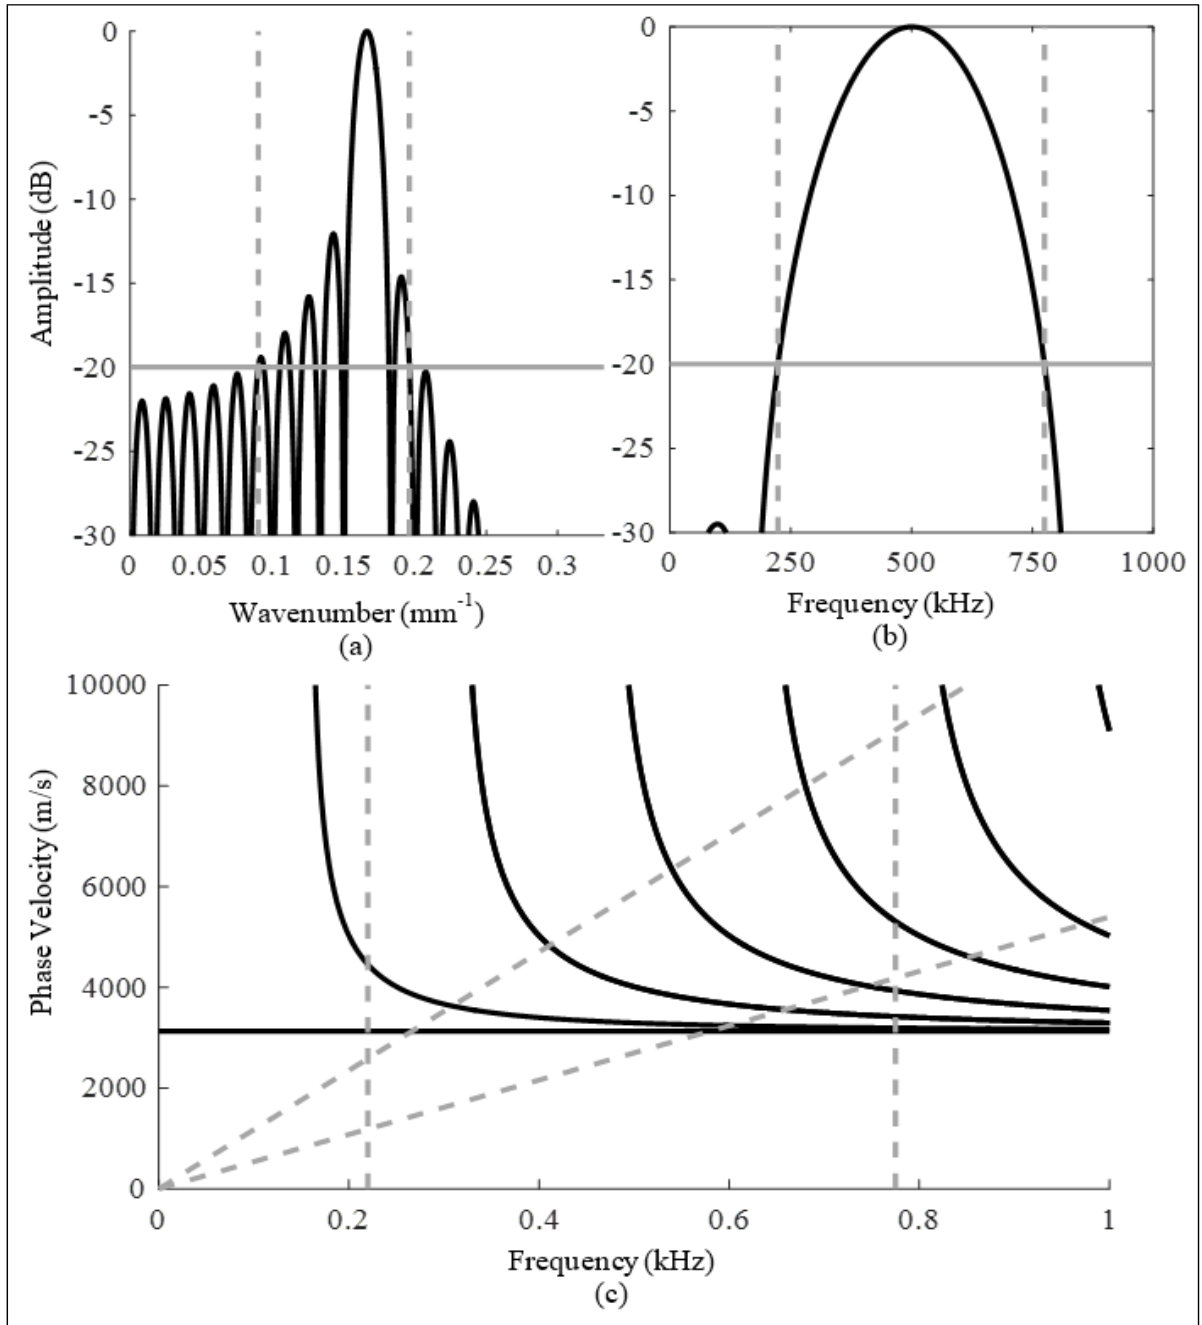 0
-5
-10
-15
-20
-25
-30
Amplitude (dB)
0 0.05 0.1 0.15 0.2 0.25 0.3
Wavenumber (mm-1)
(a)
0
-5
-10
-15
-20
-25
-30
0 250 500 750 1000
Frequency (kHz)
(b)
10000
8000
6000
4000
2000
0
Phase Velocity (m/s)
0 0.2 0.4 0.6 0.8 1
Frequency (kHz)
(c)